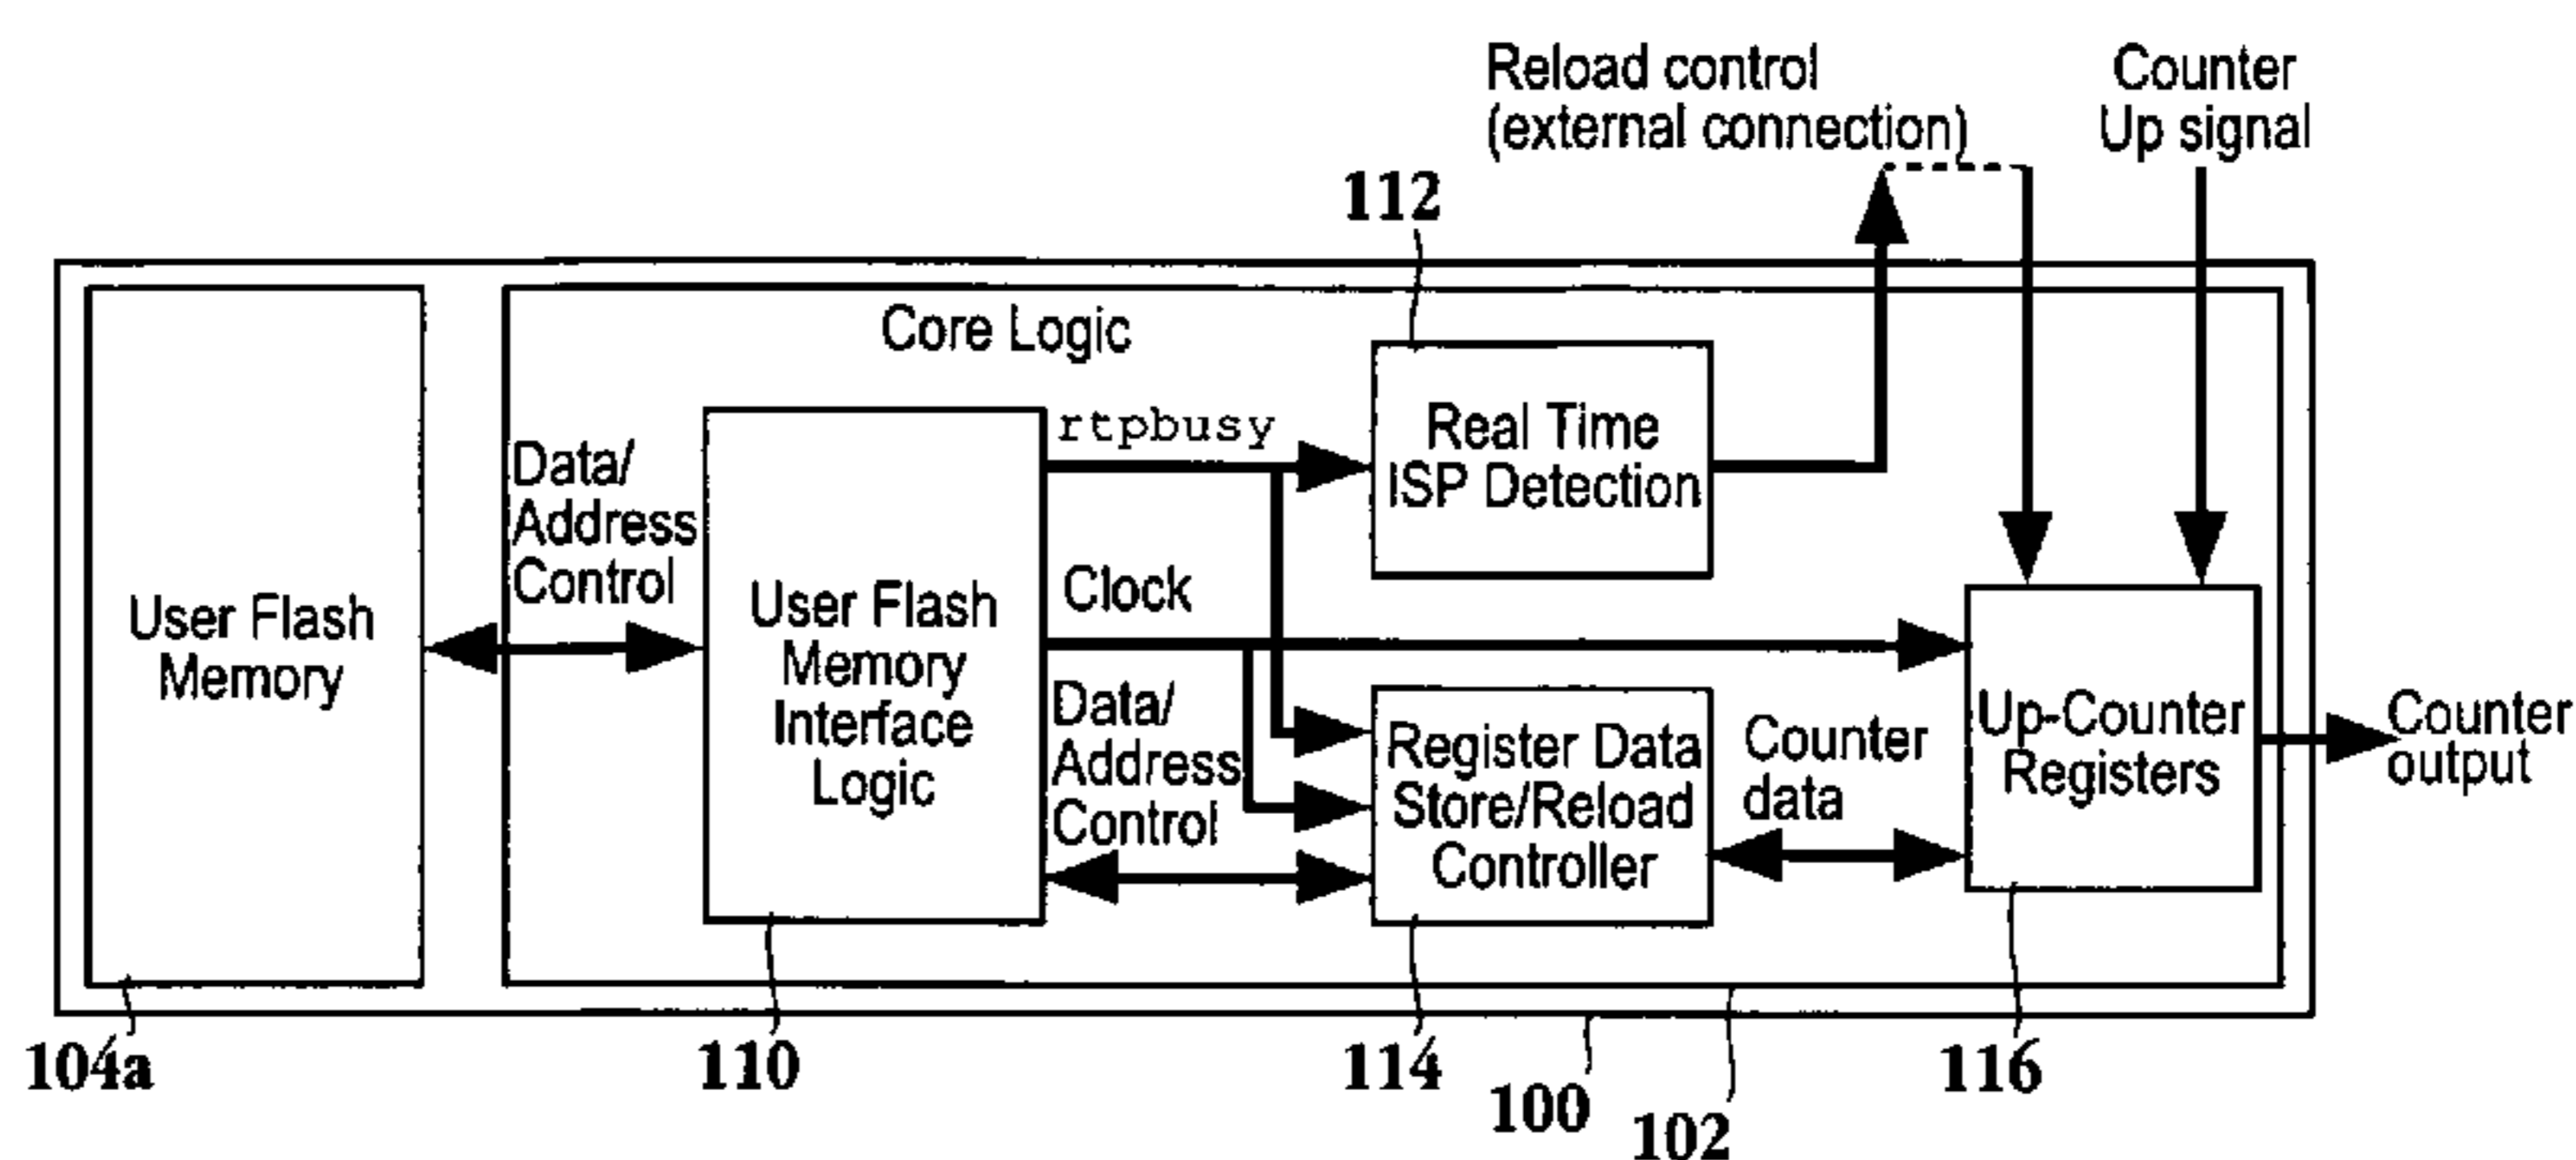 Reload control
(external connection)
Counter
Up signal
112
Core Logic
rtpbusy
Real Time
ISP Detection
Data/
Address
Control
User Flash
Memory
User Flash
Memory
Interface
Logic
Clock
Data/
Address
Control
Register Data
Store/Reload
Controller
Counter
data
Up-Counter
Registers
Counter
output
104a
110
114
100
102
116